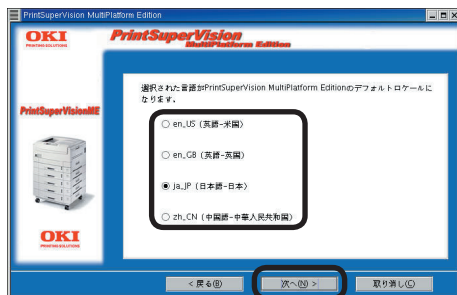 PrintSuperVision MultiPlatform Edition
OKI
PRINTING SOLUTIONS
PrintSuperVision
MultiPlatform Edition
選択された言語がPrintSuperVision MultiPlatform Editionのデフォルトロケールに
なります。
PrintSuperVisionME
en_US (英語-米国)
en_GB (英語-英国)
ja_JP (日本語-日本)
zh_CN (中国語-中華人民共和国)
OKI
PRINTING SOLUTIONS
< 戻る(B)
次へ(N) >
取り消し(C)